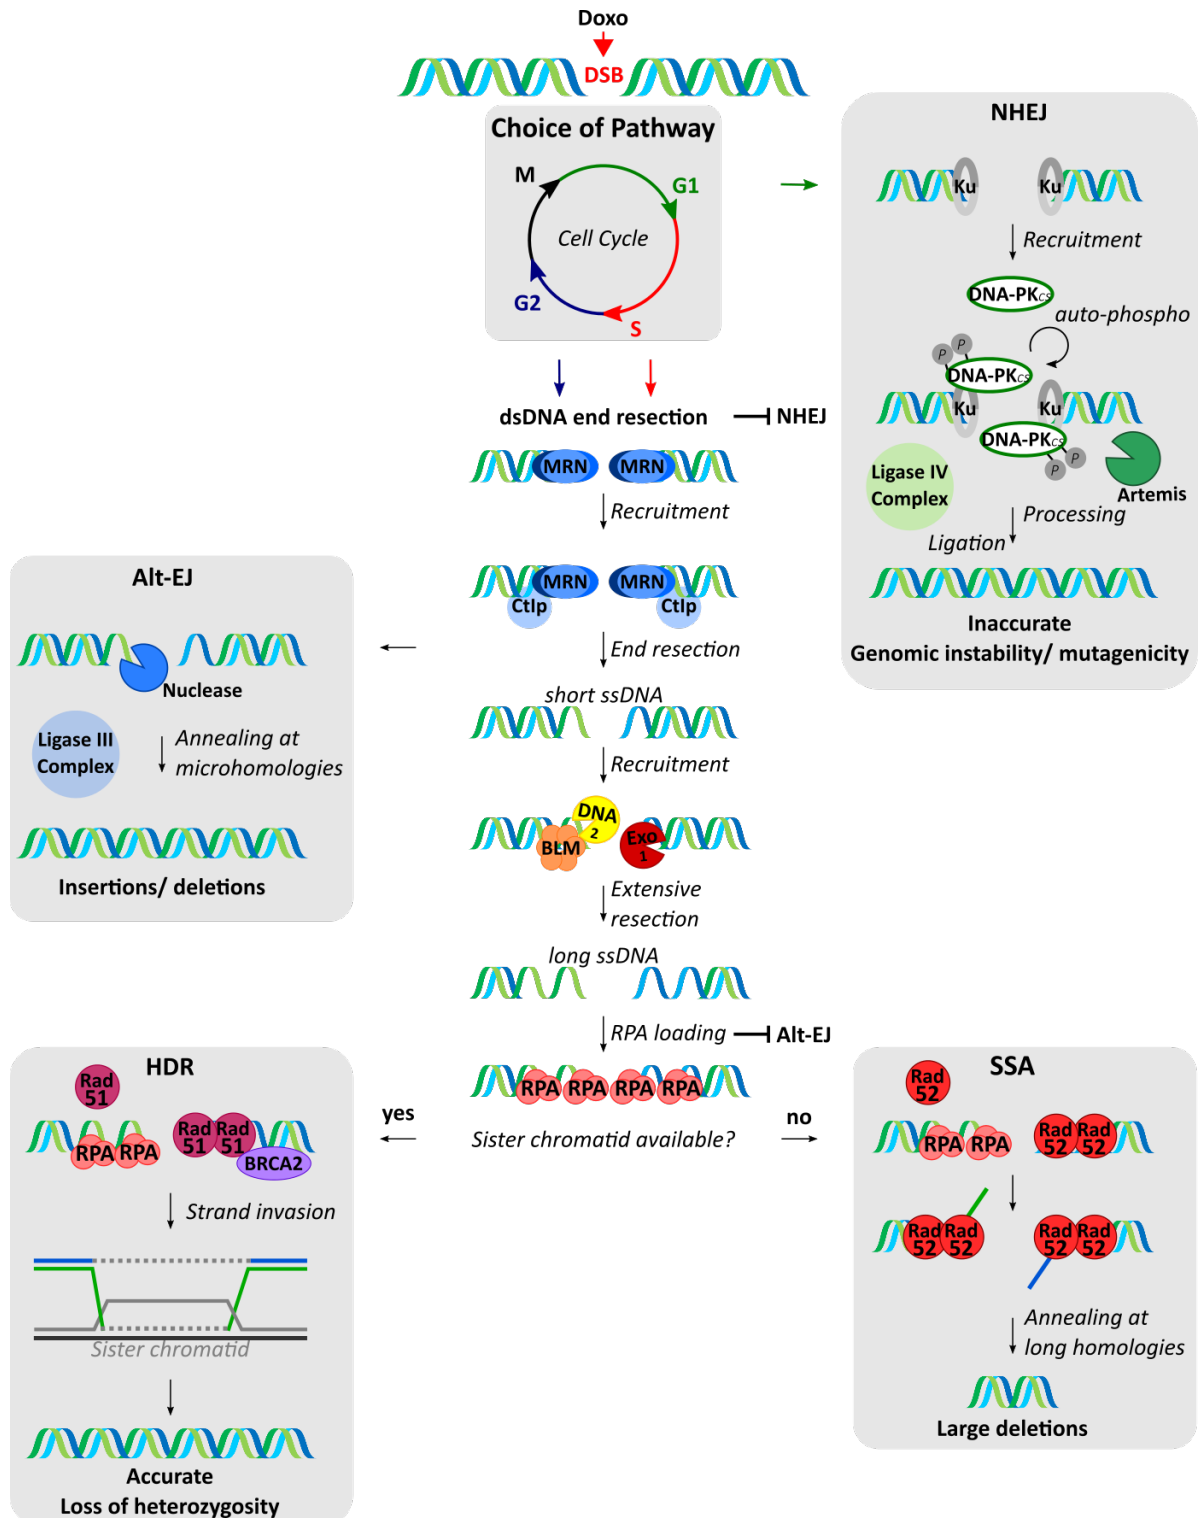 Doxo
DSB
Choice of Pathway
M
G1
Cell Cycle
G2
S
dsDNA end resection
NHEJ
MRN
MRN
Recruitment
MRN
MRN
CtIp
CtIp
End resection
short ssDNA
Recruitment
DNA
2
BLM
Exo
1
Extensive
resection
long ssDNA
RPA loading
Alt-EJ
RPA
RPA
RPA
RPA
yes
Sister chromatid available?
no
NHEJ
Ku
Ku
Recruitment
DNA-PKcs
auto-phospho
P
P
DNA-PKcs
Ku
Ku
DNA-PKcs
P
P
Ligase IV
Complex
Artemis
Processing
Ligation
Inaccurate
Genomic instability/ mutagenicity
Alt-EJ
Nuclease
Ligase III
Complex
Annealing at
microhomologies
Insertions/ deletions
HDR
Rad
51
RPA
RPA
Rad
51
Rad
51
BRCA2
Strand invasion
Sister chromatid
Accurate
Loss of heterozygosity
SSA
Rad
52
RPA
RPA
Rad
52
Rad
52
Rad
52
Rad
52
Rad
52
Rad
52
Annealing at
long homologies
Large deletions